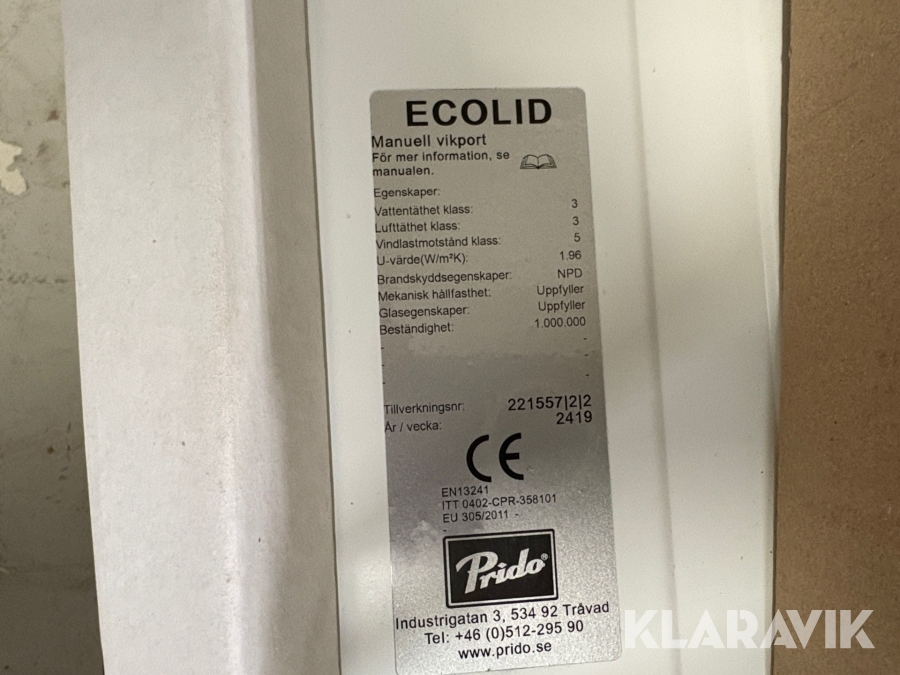 ECOLID
Manuell vikport
För mer information, se
manualen.
Egenskaper:
Vattentäthet klass: 3
Lufttäthet klass: 3
Vindlastmotstånd klass: 5
U-värde(W/m²K): 1.96
Brandskyddsegenskaper: NPD
Mekanisk hållfasthet: Uppfyller
Glasegenskaper: Uppfyller
Beständighet: 1.000.000
- -
- -
- -
Tillverkningsnr: 221557|2|2
År / vecka: 2419
CE
EN13241
ITT 0402-CPR-358101
EU 305/2011 -
-
Prido®
Industrigatan 3, 534 92 Tråvad
Tel: +46 (0)512-295 90
www.prido.se
KLARAVIK